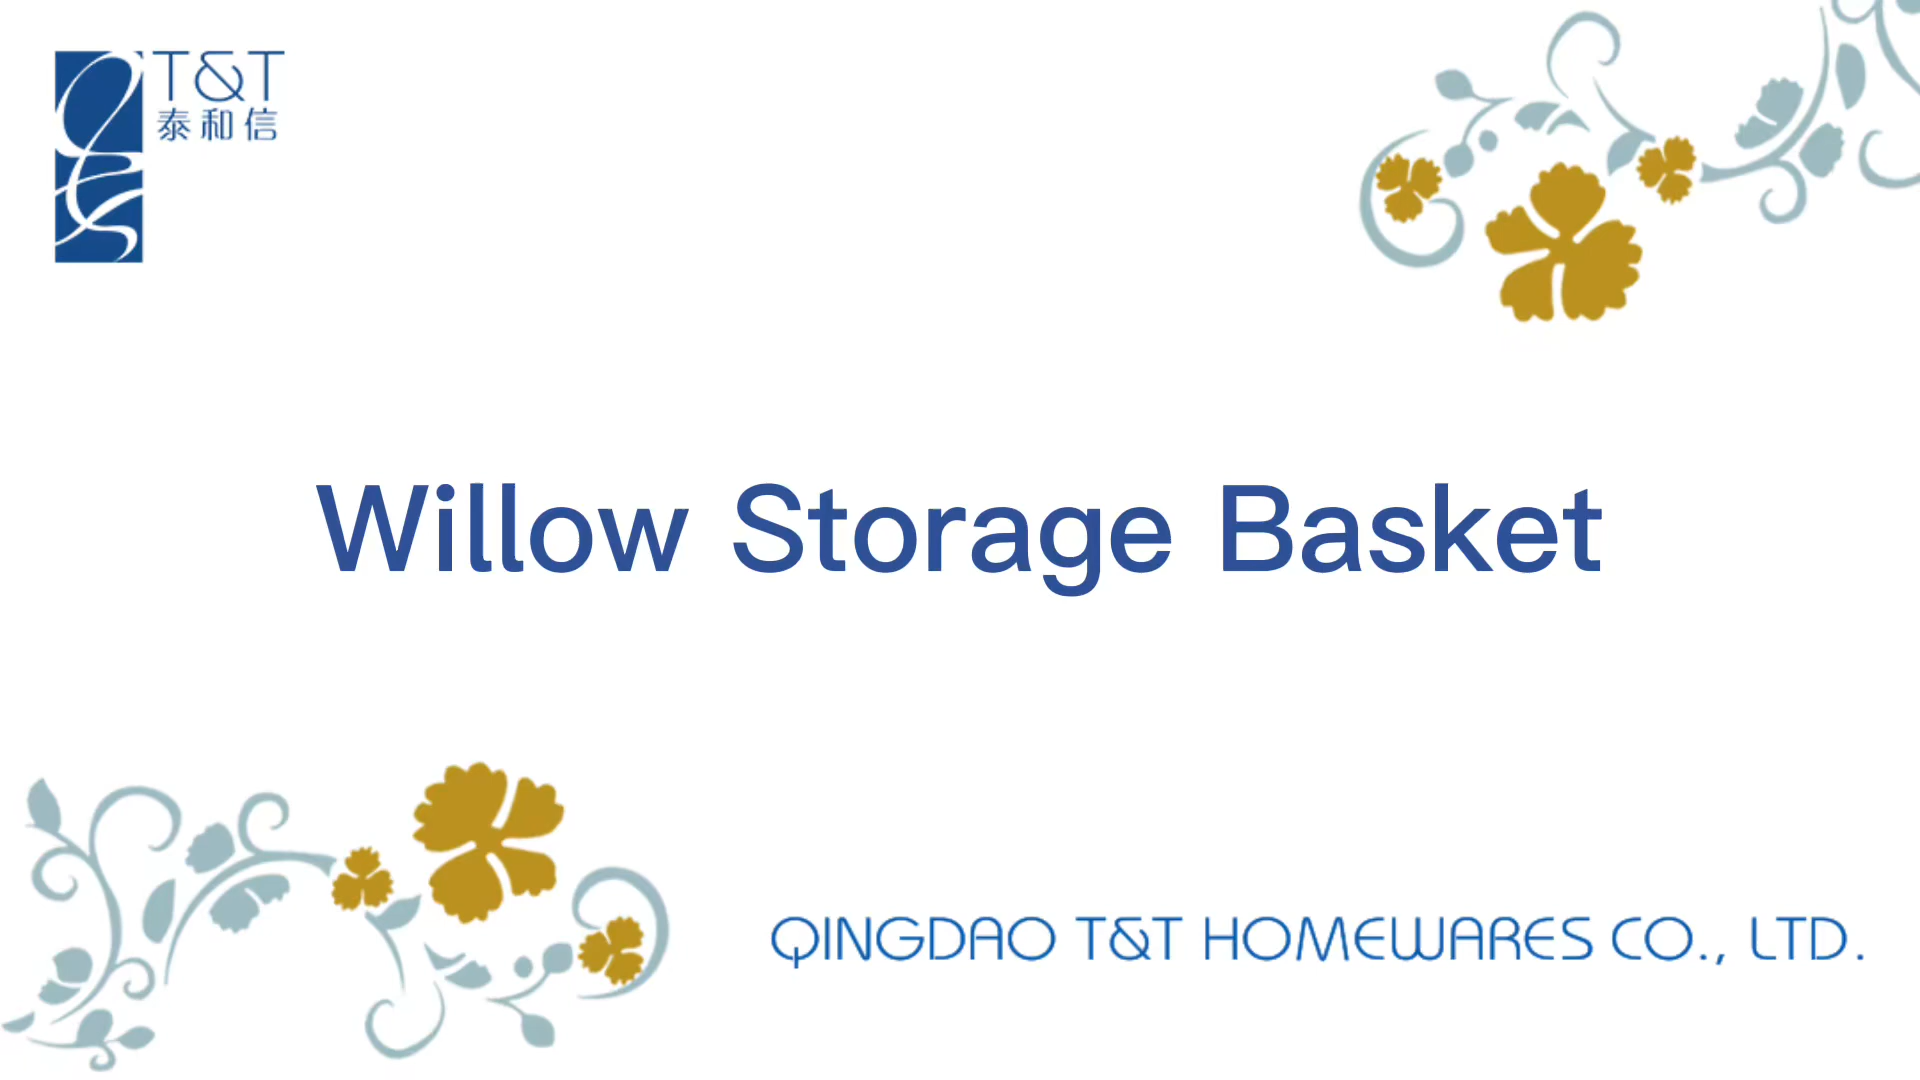 T&T
泰和信
Willow Storage Basket
QINGDAO T&T HOMEWARES CO., LTD.